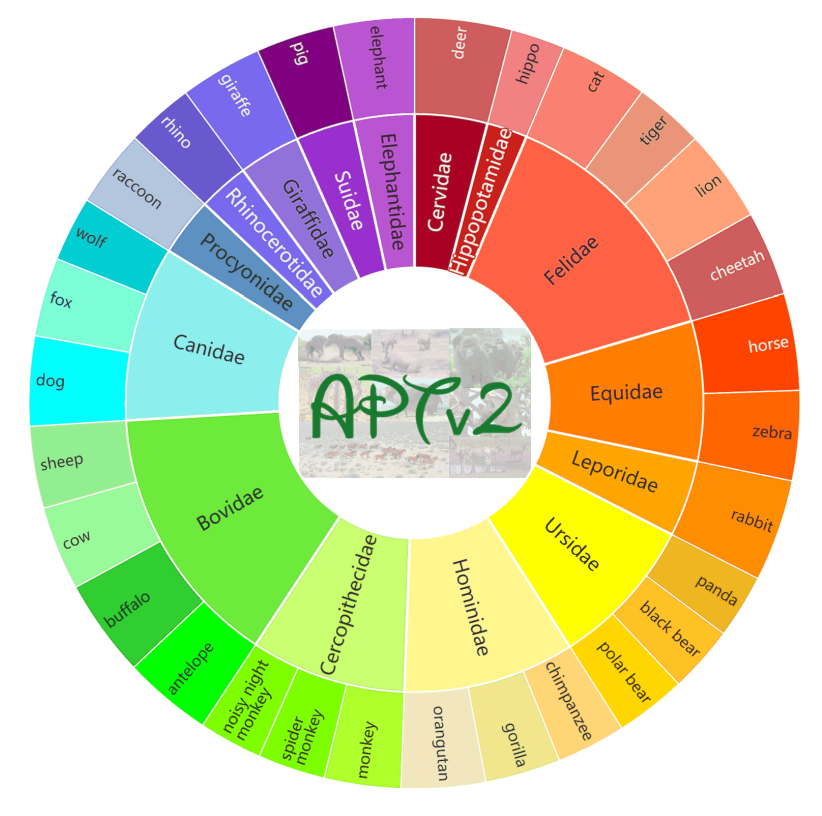 deer
hippo
cat
tiger
lion
cheetah
horse
zebra
rabbit
panda
black bear
polar bear
chimpanzee
gorilla
orangutan
monkey
spider
monkey
noisy night
monkey
antelope
buffalo
cow
sheep
dog
fox
wolf
raccoon
rhino
giraffe
pig
elephant
Cervidae
Hippopotamidae
Felidae
Equidae
Leporidae
Ursidae
Hominidae
Cercopithecidae
Bovidae
Canidae
Procyonidae
Rhinocerotidae
Giraffidae
Suidae
Elephantidae
APTv2